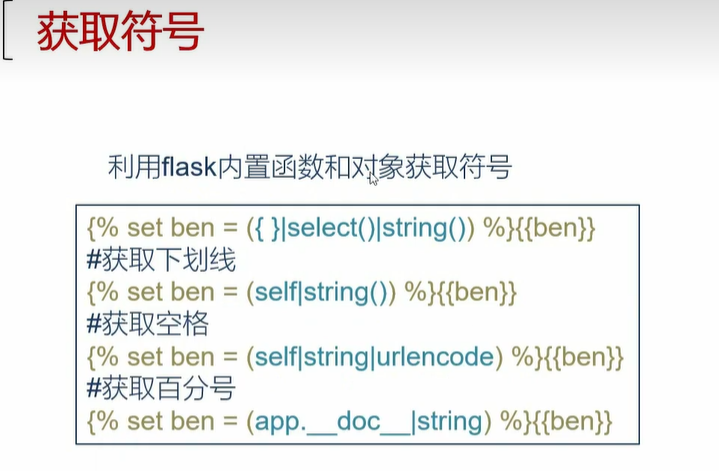 获取符号
利用flask内置函数和对象获取符号
{% set ben = ({ }|select()|string()) %}{{ben}}
#获取下划线
{% set ben = (self|string()) %}{{ben}}
#获取空格
{% set ben = (self|string|urlencode) %}{{ben}}
#获取百分号
{% set ben = (app.__doc__|string) %}{{ben}}